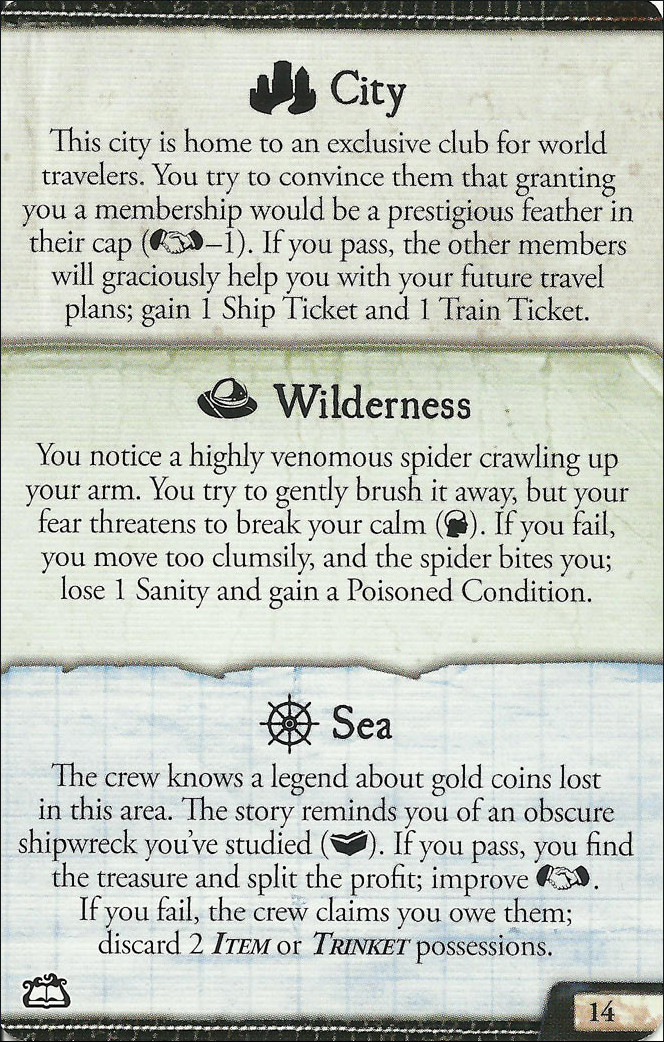 City
This city is home to an exclusive club for world
travelers. You try to convince them that granting
you a membership would be a prestigious feather in
their cap (–1). If you pass, the other members
will graciously help you with your future travel
plans; gain 1 Ship Ticket and 1 Train Ticket.
Wilderness
You notice a highly venomous spider crawling up
your arm. You try to gently brush it away, but your
fear threatens to break your calm (). If you fail,
you move too clumsily, and the spider bites you;
lose 1 Sanity and gain a Poisoned Condition.
Sea
The crew knows a legend about gold coins lost
in this area. The story reminds you of an obscure
shipwreck you've studied (). If you pass, you find
the treasure and split the profit; improve .
If you fail, the crew claims you owe them;
discard 2 ITEM or TRINKET possessions.
14